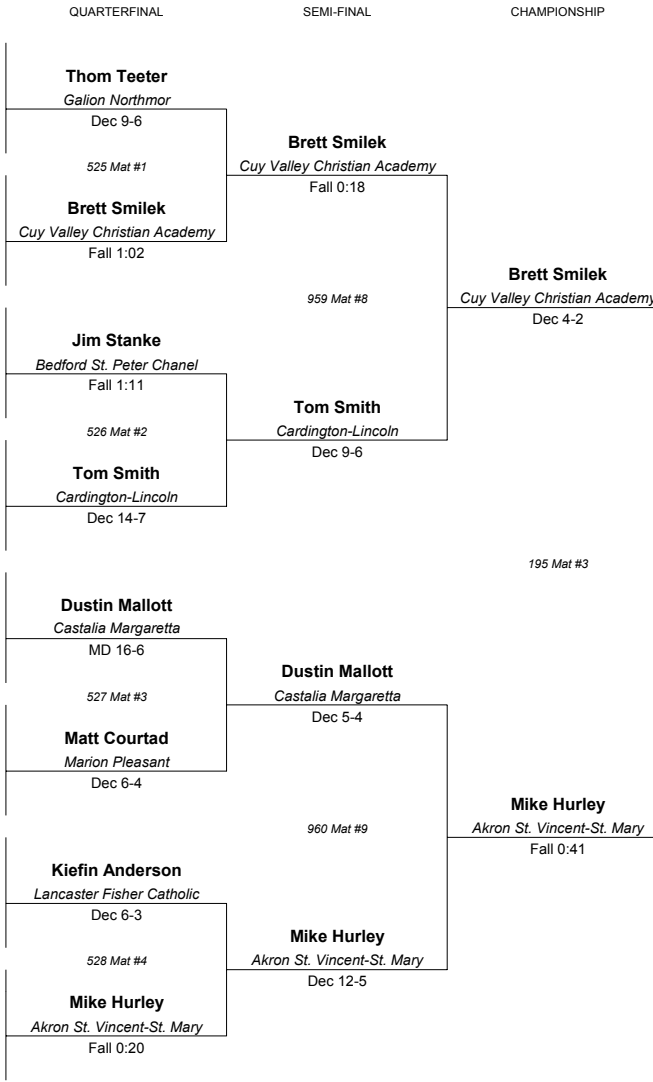 QUARTERFINAL
SEMI-FINAL
CHAMPIONSHIP
Thom Teeter
Galion Northmor
Dec 9-6
525 Mat #1
Brett Smilek
Cuy Valley Christian Academy
Fall 1:02
Jim Stanke
Bedford St. Peter Chanel
Fall 1:11
526 Mat #2
Tom Smith
Cardington-Lincoln
Dec 14-7
Dustin Mallott
Castalia Margaretta
MD 16-6
527 Mat #3
Matt Courtad
Marion Pleasant
Dec 6-4
Kiefin Anderson
Lancaster Fisher Catholic
Dec 6-3
528 Mat #4
Mike Hurley
Akron St. Vincent-St. Mary
Fall 0:20
Brett Smilek
Cuy Valley Christian Academy
Fall 0:18
959 Mat #8
Tom Smith
Cardington-Lincoln
Dec 9-6
Dustin Mallott
Castalia Margaretta
Dec 5-4
960 Mat #9
Mike Hurley
Akron St. Vincent-St. Mary
Dec 12-5
Brett Smilek
Cuy Valley Christian Academy
Dec 4-2
195 Mat #3
Mike Hurley
Akron St. Vincent-St. Mary
Fall 0:41